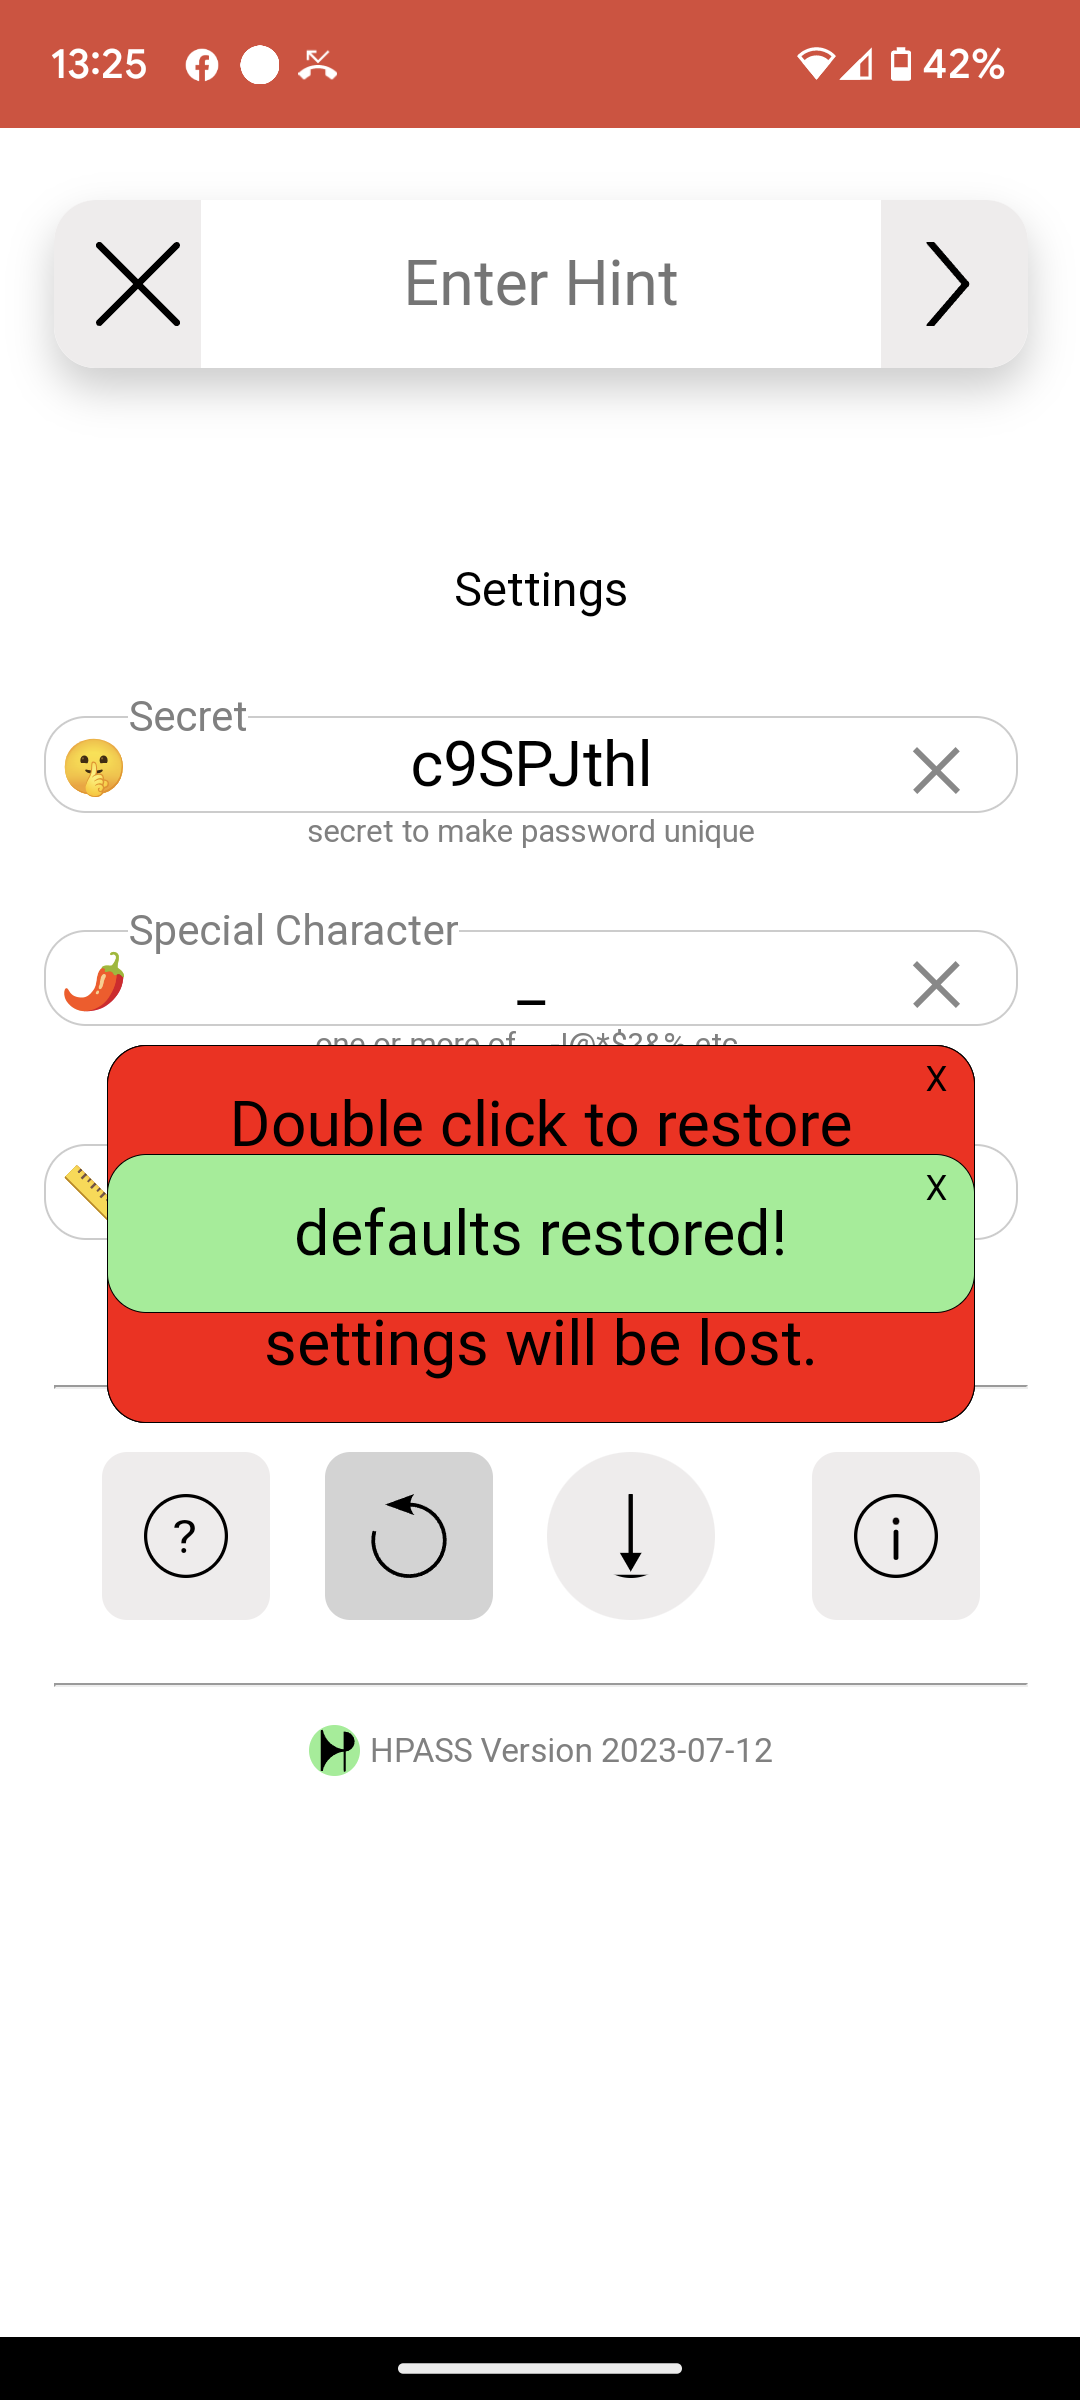 13:25
42%
Enter Hint
Settings
Secret
c9SPJthl
secret to make password unique
Special Character
_
one or more of _-!@*$?&% etc
X
Double click to restore
X
defaults restored!
settings will be lost.
?
i
HPASS Version 2023-07-12